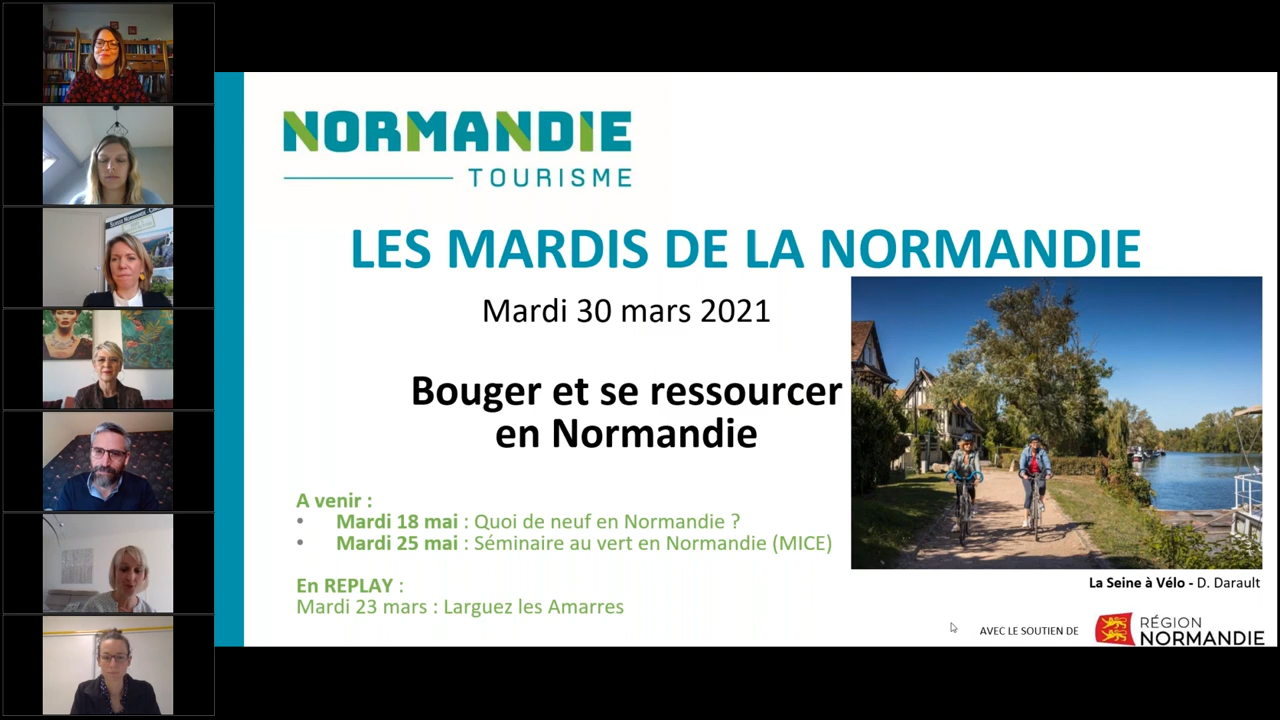 NORMANDIE
TOURISME
LES MARDIS DE LA NORMANDIE
Mardi 30 mars 2021
Bouger et se ressourcer
en Normandie
A venir :
• Mardi 18 mai : Quoi de neuf en Normandie ?
• Mardi 25 mai : Séminaire au vert en Normandie (MICE)
En REPLAY :
Mardi 23 mars : Larguez les Amarres
La Seine à Vélo - D. Darault
AVEC LE SOUTIEN DE
RÉGION
NORMANDIE